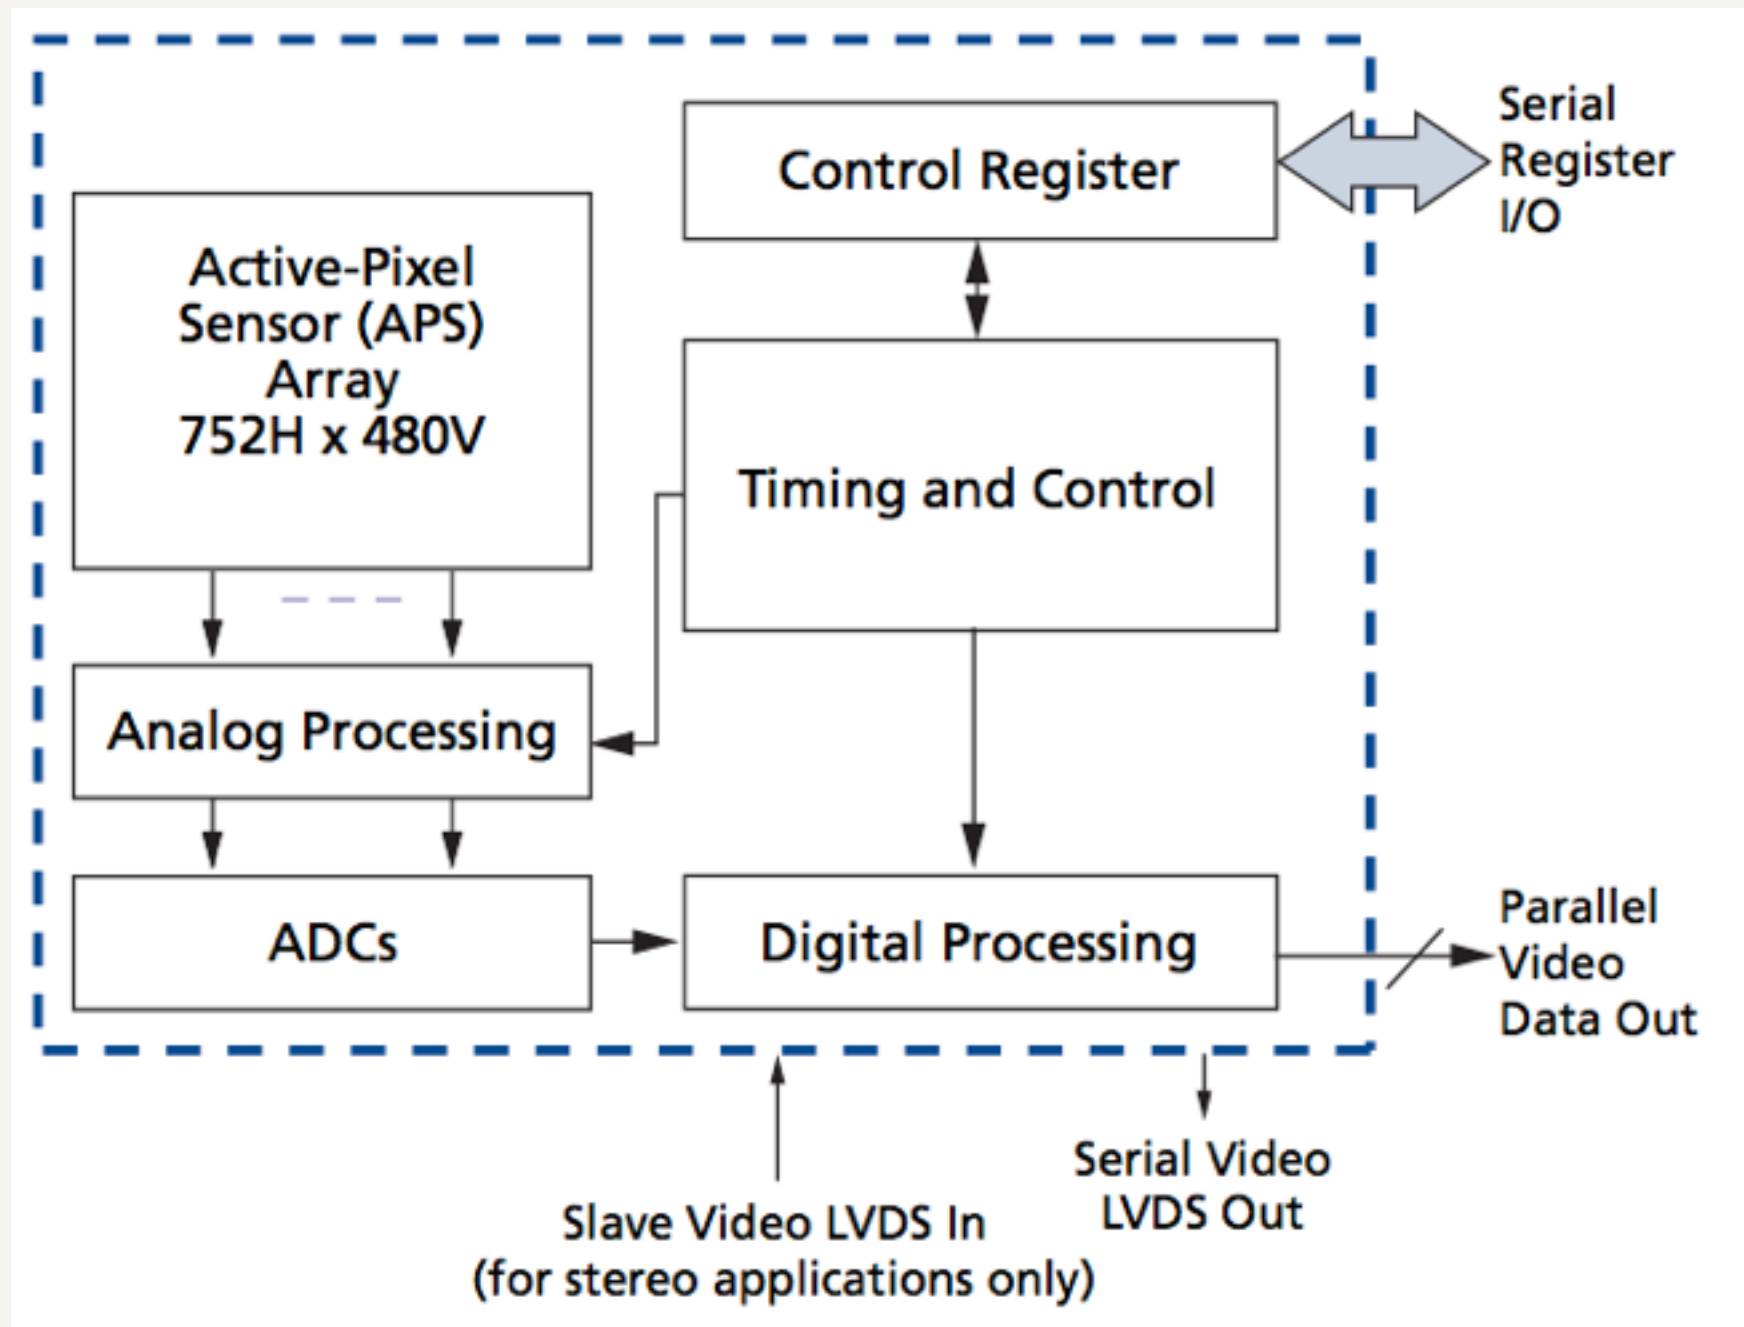 Control Register
Serial
Register
I/O
Active-Pixel
Sensor (APS)
Array
752H x 480V
Timing and Control
Analog Processing
ADCs
Digital Processing
Parallel
Video
Data Out
Slave Video LVDS In
(for stereo applications only)
Serial Video
LVDS Out